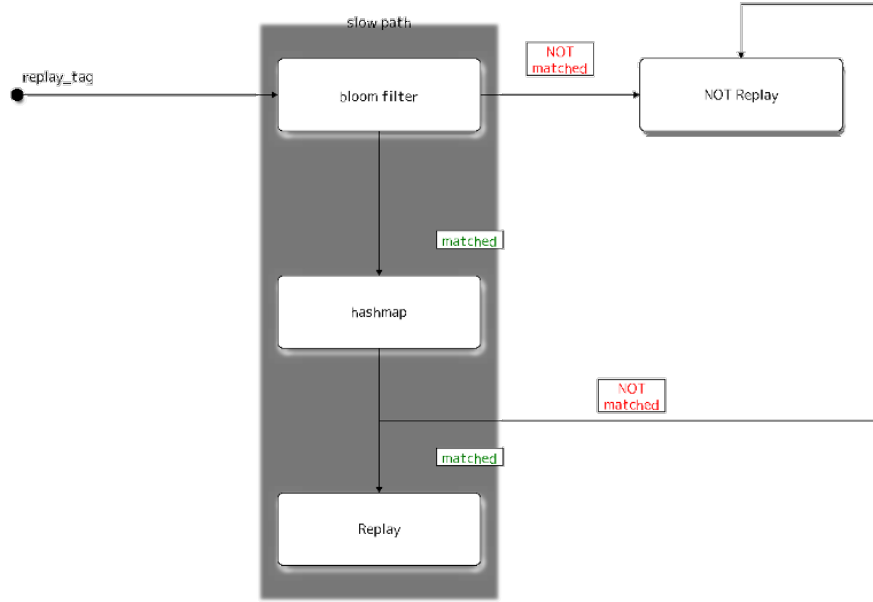 slow path
replay_tag
bloom filter
NOT
matched
NOT Replay
matched
hashmap
NOT
matched
matched
Replay